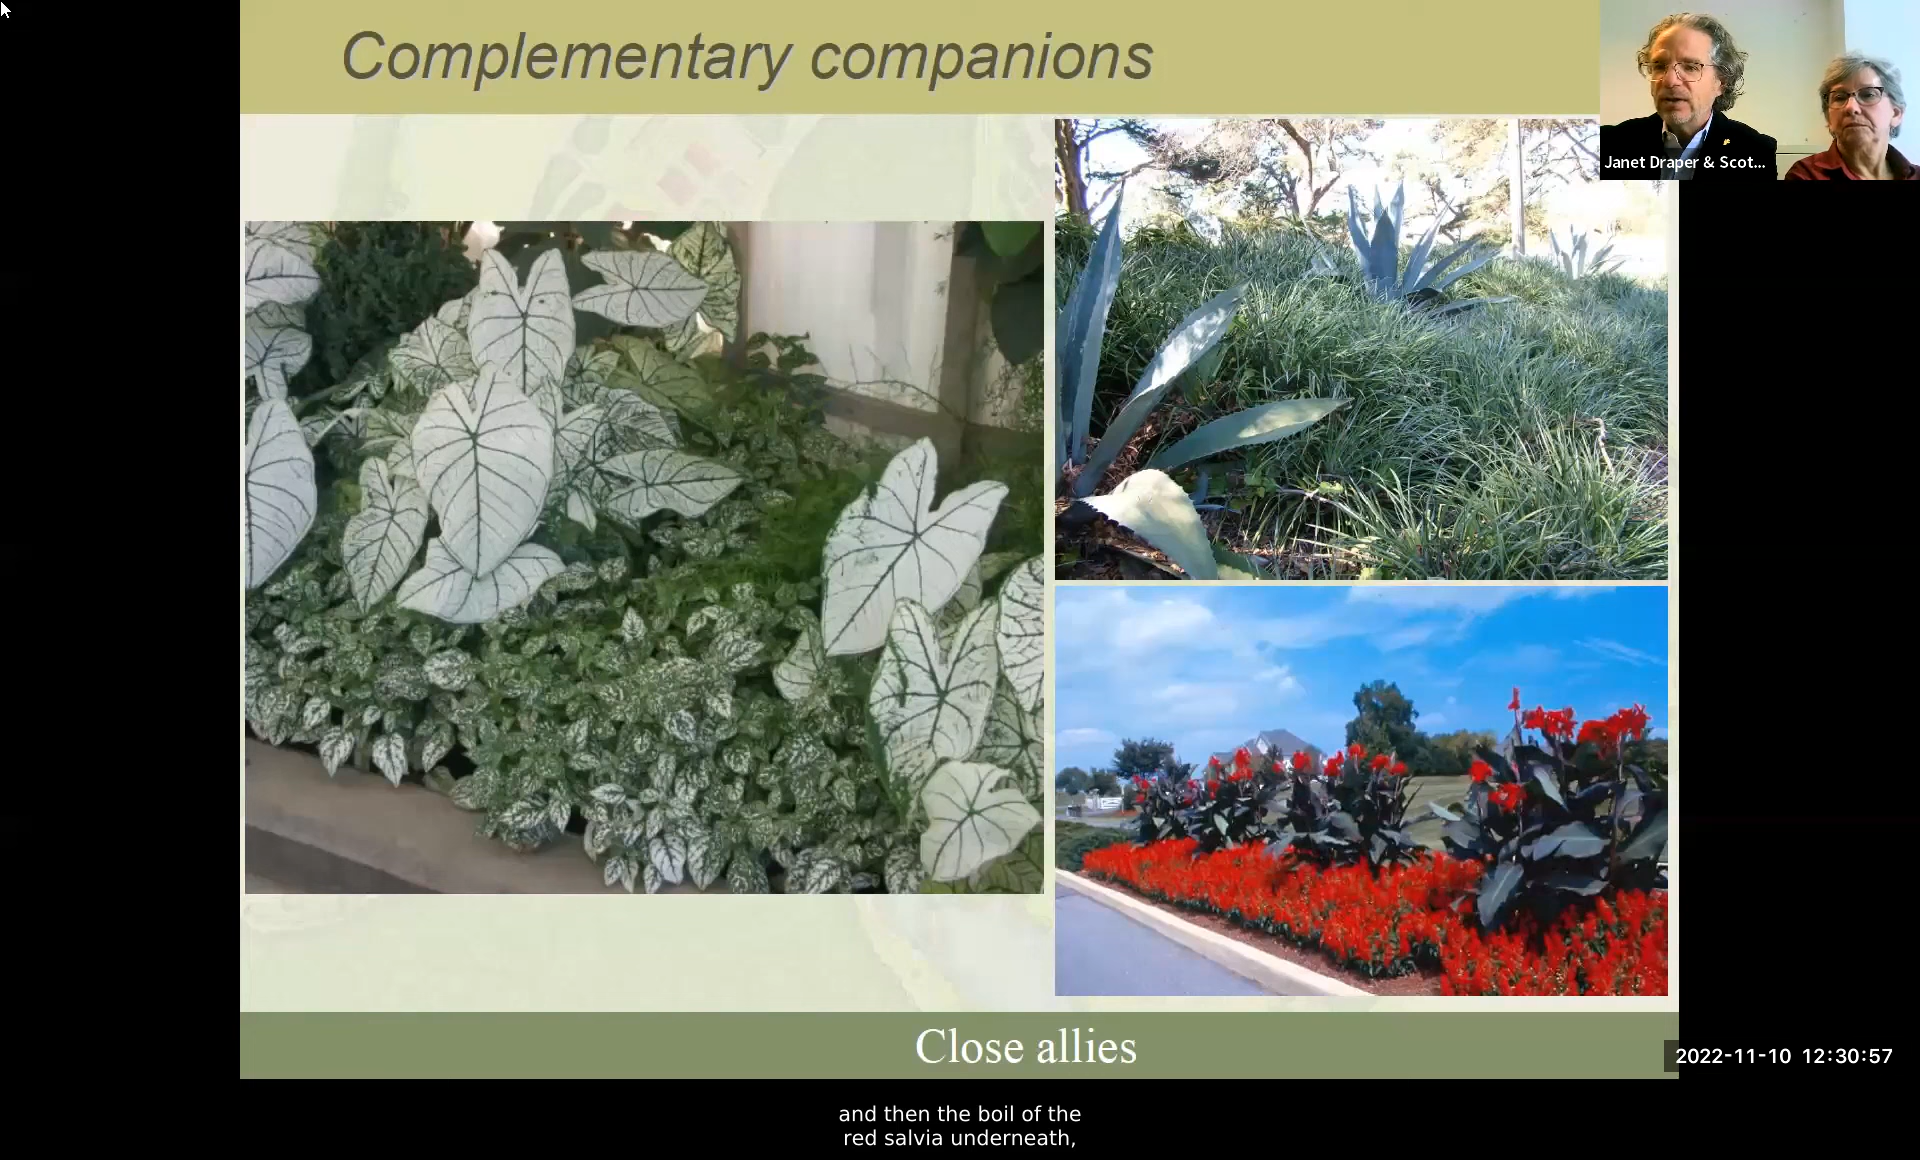 Complementary companions
Janet Draper & Scot...
Close allies
2022-11-10 12:30:57
and then the boil of the
red salvia underneath,